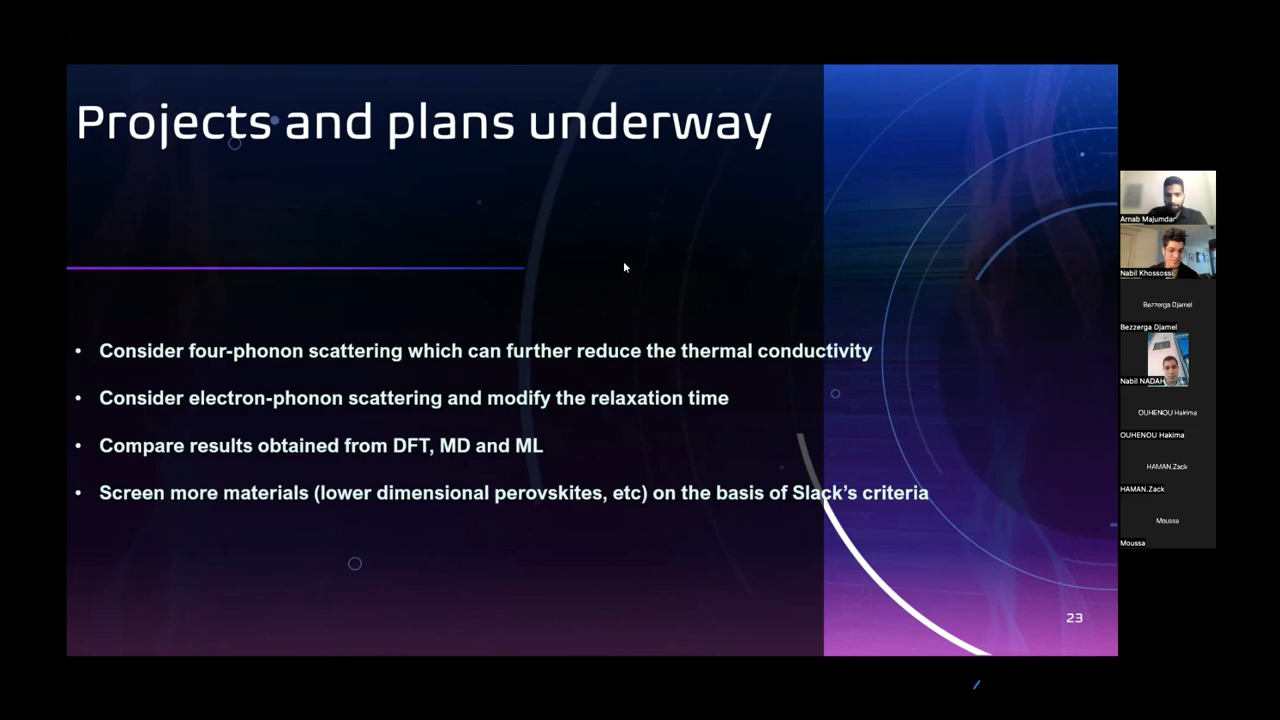 Projects and plans underway
• Consider four-phonon scattering which can further reduce the thermal conductivity
• Consider electron-phonon scattering and modify the relaxation time
• Compare results obtained from DFT, MD and ML
• Screen more materials (lower dimensional perovskites, etc) on the basis of Slack's criteria
23
Arnab Majumdar
Nabil Khossossi
Bezzerga Djamel
Bezzerga Djamel
Nabil NADAH
OUHENOU Hakima
OUHENOU Hakima
HAMAN.Zack
HAMAN.Zack
Moussa
Moussa